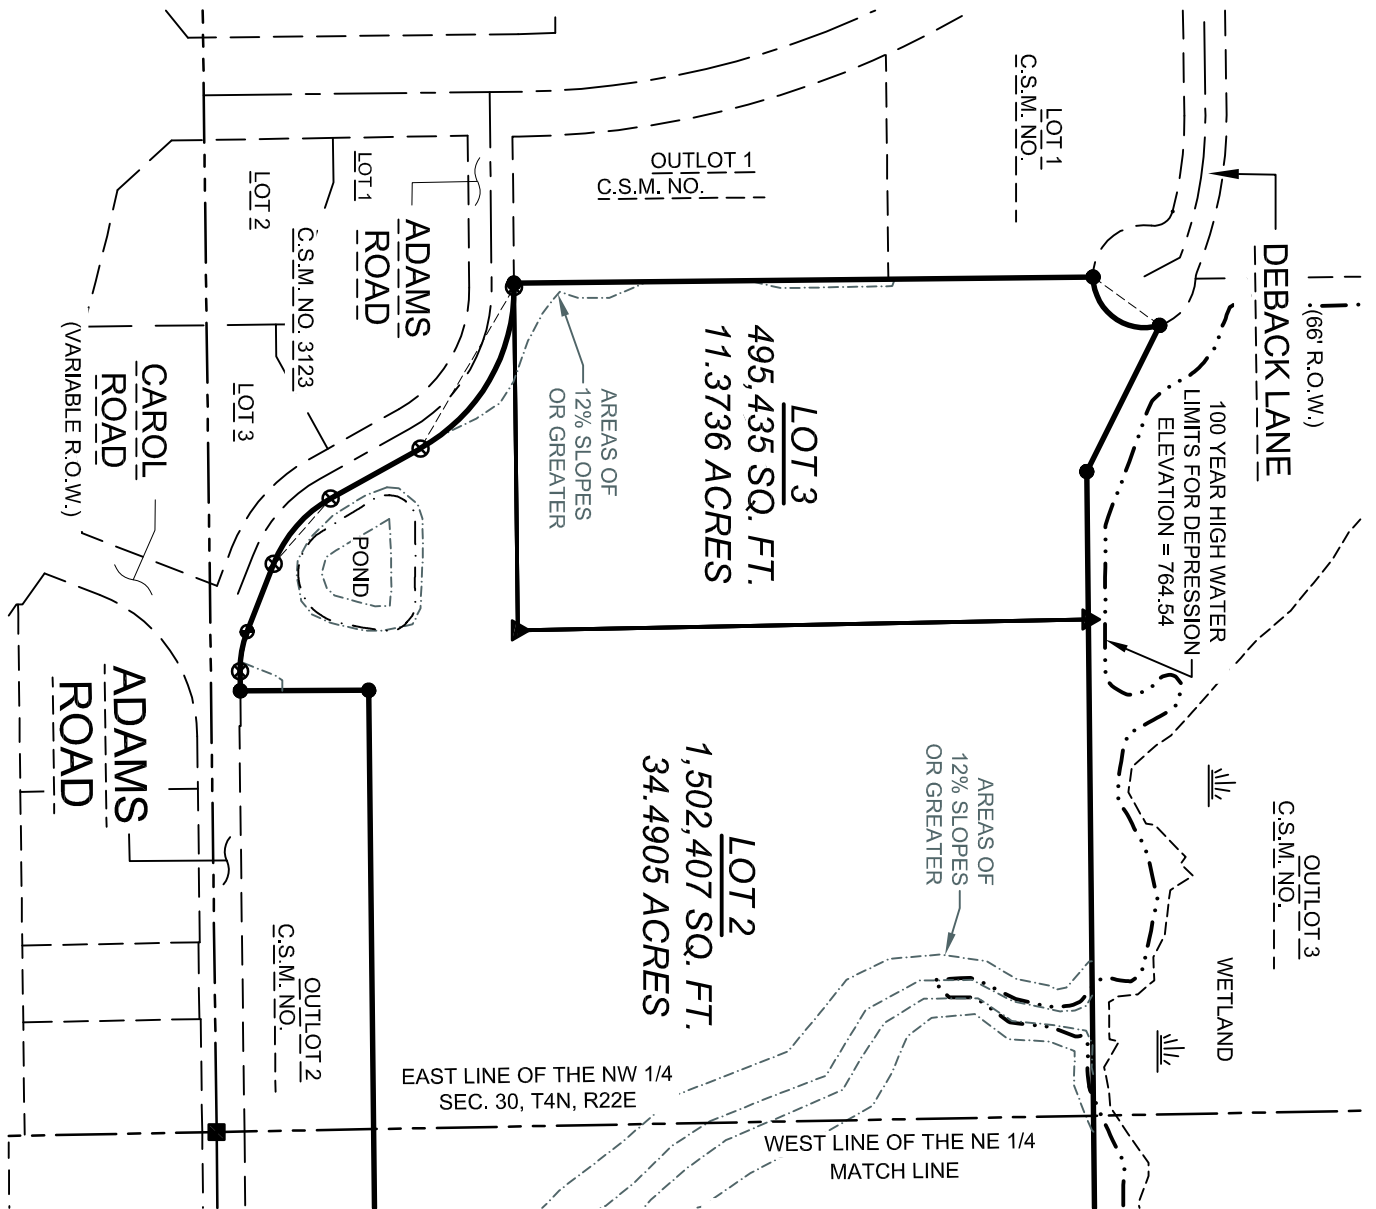 LOT 1
C.S.M. NO.
OUTLOT 1
C.S.M. NO.
LOT 1
LOT 2
C.S.M. NO. 3123
LOT 3
ADAMS
ROAD
DEBACK LANE
(66' R.O.W.)
CAROL
ROAD
(VARIABLE R.O.W.)
LOT 3
495,435 SQ. FT.
11.3736 ACRES
AREAS OF
12% SLOPES
OR GREATER
100 YEAR HIGH WATER
LIMITS FOR DEPRESSION
ELEVATION = 764.54
POND
ADAMS
ROAD
LOT 2
1,502,407 SQ. FT.
34.4905 ACRES
AREAS OF
12% SLOPES
OR GREATER
OUTLOT 3
C.S.M. NO.
WETLAND
OUTLOT 2
C.S.M. NO.
EAST LINE OF THE NW 1/4
SEC. 30, T4N, R22E
WEST LINE OF THE NE 1/4
MATCH LINE